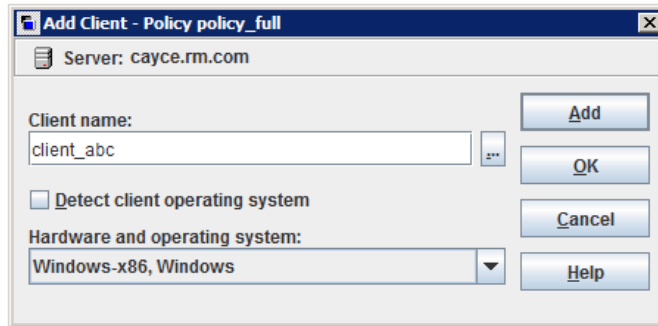 Add Client - Policy policy_full
Server: cayce.rm.com
Client name:
client_abc
...
Detect client operating system
Hardware and operating system:
Windows-x86, Windows
Add
OK
Cancel
Help